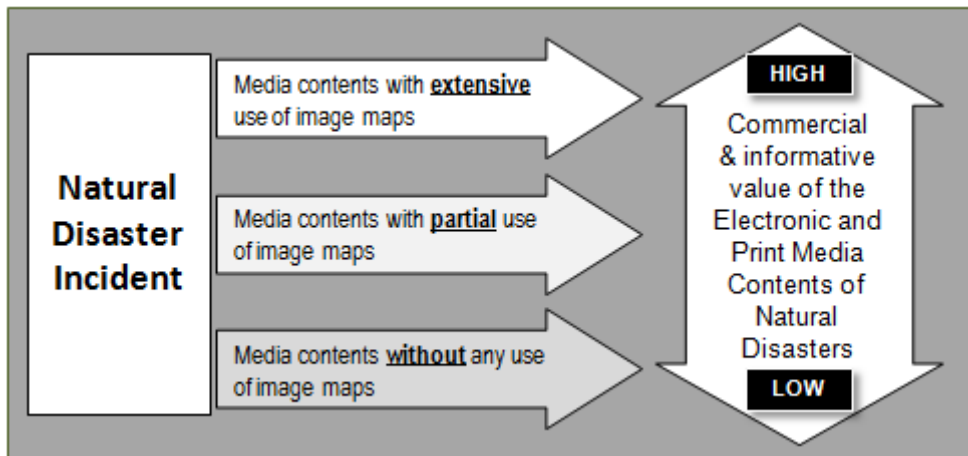 Natural
Disaster
Incident
Media contents with extensive
use of image maps
Media contents with partial use
of image maps
Media contents without any use
of image maps
HIGH
Commercial
& informative
value of the
Electronic and
Print Media
Contents of
Natural
Disasters
LOW